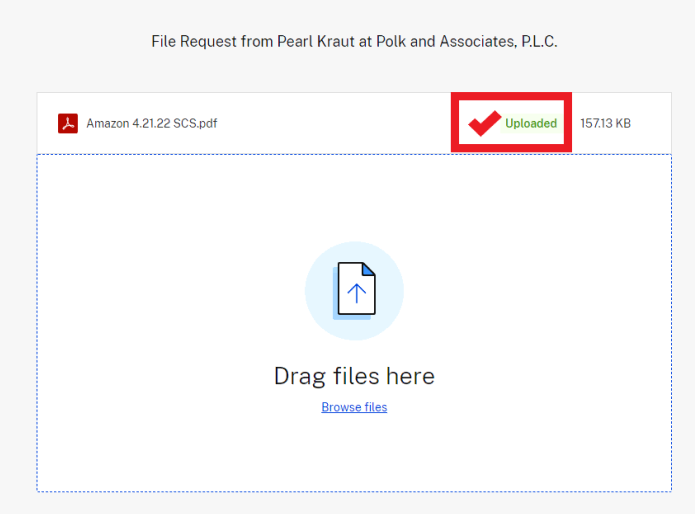 File Request from Pearl Kraut at Polk and Associates, P.L.C.
Amazon 4.21.22 SCS.pdf Uploaded 157.13 KB
Drag files here
Browse files